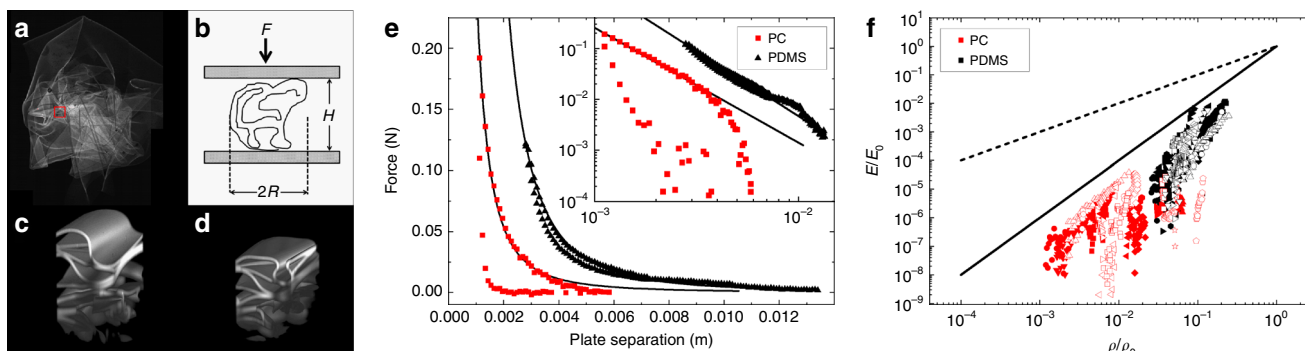 a
b
F
H
2R
c
d
e
Force (N)
0.20
0.15
0.10
0.05
0.00
0.000 0.002 0.004 0.006 0.008 0.010 0.012
Plate separation (m)
10⁻¹
10⁻²
10⁻³
10⁻³ 10⁻²
PC
PDMS
f
E/E₀
10¹
10⁰
10⁻¹
10⁻²
10⁻³
10⁻⁴
10⁻⁵
10⁻⁶
10⁻⁷
10⁻⁸
10⁻⁹
10⁻⁴ 10⁻³ 10⁻² 10⁻¹ 10⁰
ρ/ρ₀
PC
PDMS